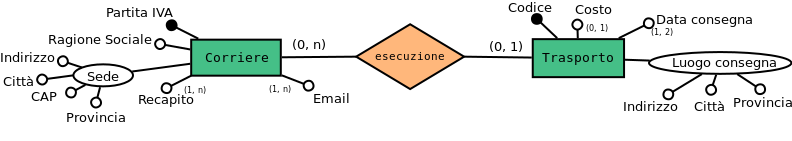 Partita IVA
Ragione Sociale
Indirizzo
Città
CAP
Provincia
Sede
Corriere
Recapito
(1, n)
(1, n)
Email
(0, n)
esecuzione
(0, 1)
Codice
Costo
(0, 1)
Data consegna
(1, 2)
Trasporto
Luogo consegna
Indirizzo
Città
Provincia